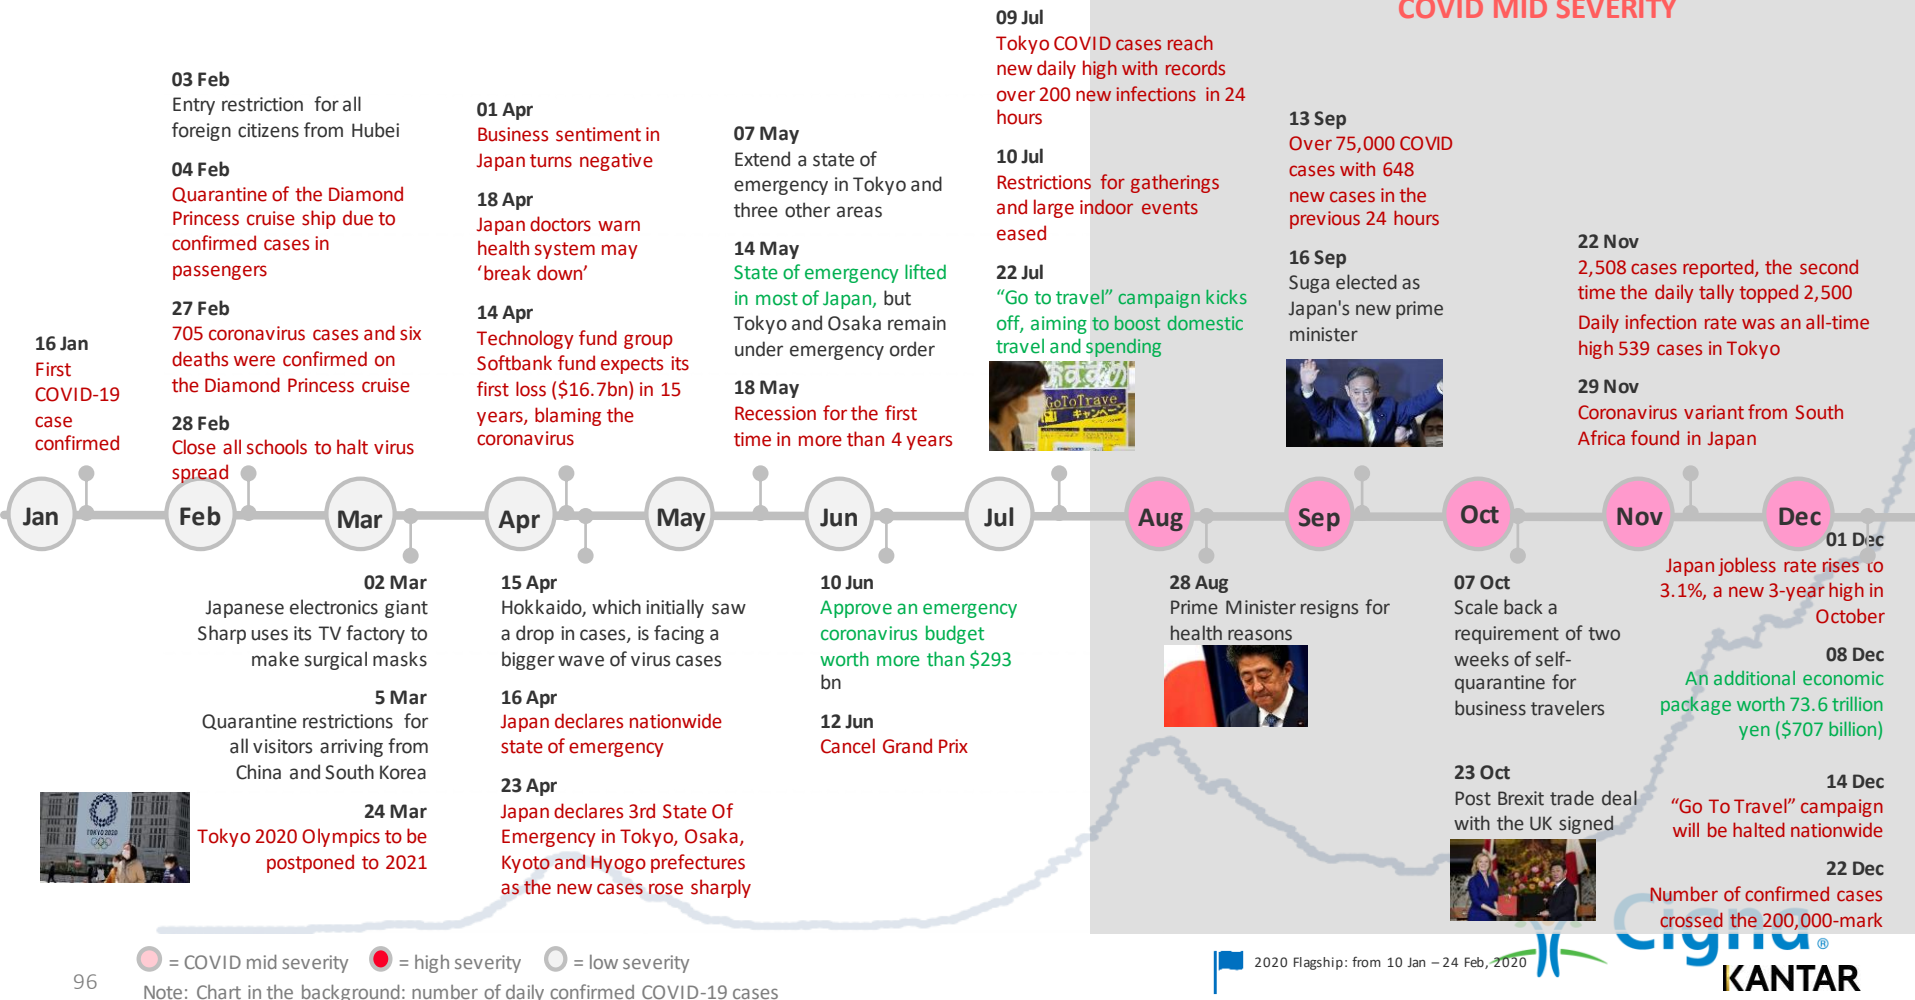 COVID MID SEVERITY
16 Jan
First
COVID-19
case
confirmed
03 Feb
Entry restriction for all
foreign citizens from Hubei
04 Feb
Quarantine of the Diamond
Princess cruise ship due to
confirmed cases in
passengers
27 Feb
705 coronavirus cases and six
deaths were confirmed on
the Diamond Princess cruise
28 Feb
Close all schools to halt virus
spread
01 Apr
Business sentiment in
Japan turns negative
18 Apr
Japan doctors warn
health system may
‘break down’
14 Apr
Technology fund group
Softbank fund expects its
first loss ($16.7bn) in 15
years, blaming the
coronavirus
07 May
Extend a state of
emergency in Tokyo and
three other areas
14 May
State of emergency lifted
in most of Japan, but
Tokyo and Osaka remain
under emergency order
18 May
Recession for the first
time in more than 4 years
09 Jul
Tokyo COVID cases reach
new daily high with records
over 200 new infections in 24
hours
10 Jul
Restrictions for gatherings
and large indoor events
eased
22 Jul
“Go to travel” campaign kicks
off, aiming to boost domestic
travel and spending
おすすめ
GoToTrave
キャンペーン
13 Sep
Over 75,000 COVID
cases with 648
new cases in the
previous 24 hours
16 Sep
Suga elected as
Japan's new prime
minister
22 Nov
2,508 cases reported, the second
time the daily tally topped 2,500
Daily infection rate was an all-time
high 539 cases in Tokyo
29 Nov
Coronavirus variant from South
Africa found in Japan
Jan
Feb
Mar
Apr
May
Jun
Jul
Aug
Sep
Oct
Nov
Dec
02 Mar
Japanese electronics giant
Sharp uses its TV factory to
make surgical masks
5 Mar
Quarantine restrictions for
all visitors arriving from
China and South Korea
24 Mar
Tokyo 2020 Olympics to be
postponed to 2021
TOKYO 2020
15 Apr
Hokkaido, which initially saw
a drop in cases, is facing a
bigger wave of virus cases
16 Apr
Japan declares nationwide
state of emergency
23 Apr
Japan declares 3rd State Of
Emergency in Tokyo, Osaka,
Kyoto and Hyogo prefectures
as the new cases rose sharply
10 Jun
Approve an emergency
coronavirus budget
worth more than $293
bn
12 Jun
Cancel Grand Prix
28 Aug
Prime Minister resigns for
health reasons
07 Oct
Scale back a
requirement of two
weeks of self-
quarantine for
business travelers
23 Oct
Post Brexit trade deal
with the UK signed
01 Dec
Japan jobless rate rises to
3.1%, a new 3-year high in
October
08 Dec
An additional economic
package worth 73.6 trillion
yen ($707 billion)
14 Dec
“Go To Travel” campaign
will be halted nationwide
22 Dec
Number of confirmed cases
crossed the 200,000-mark
96
= COVID mid severity
= high severity
= low severity
Note: Chart in the background: number of daily confirmed COVID-19 cases
2020 Flagship: from 10 Jan – 24 Feb, 2020
Cigna®
KANTAR